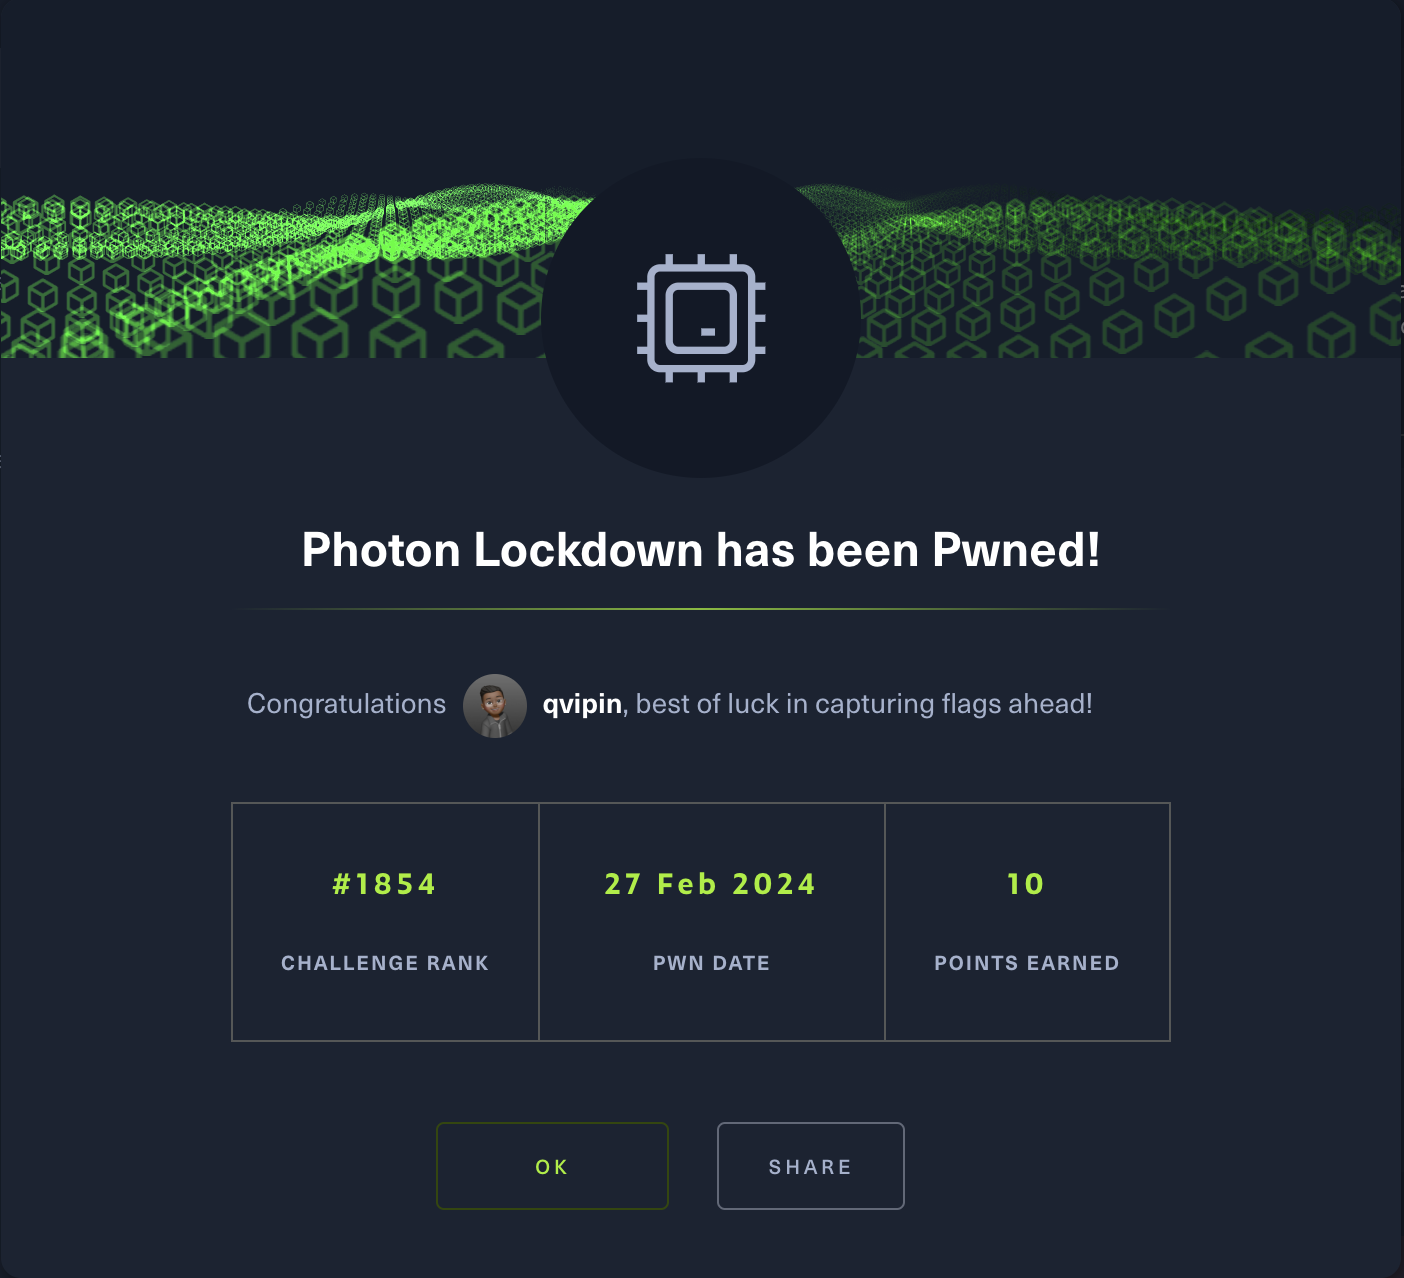 Photon Lockdown has been Pwned!
Congratulations qvipin, best of luck in capturing flags ahead!
#1854 27 Feb 2024 10
CHALLENGE RANK PWN DATE POINTS EARNED
OK SHARE